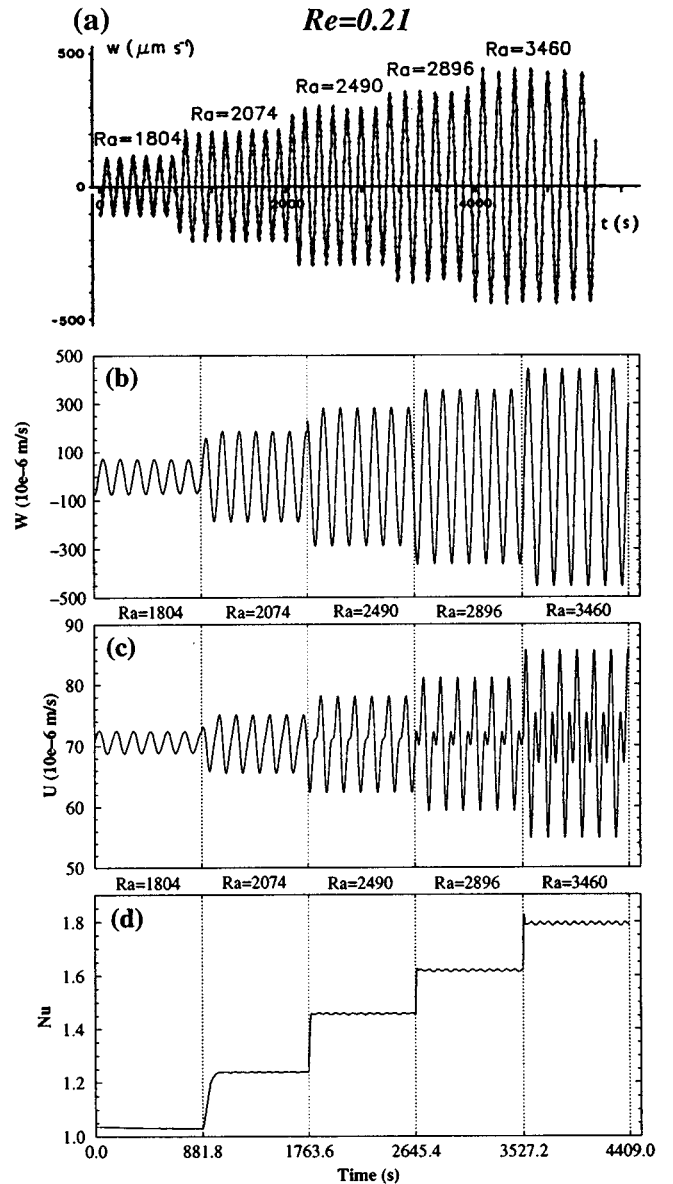 (a) Re=0.21
w (μm s⁻¹)
500
Ra=3460
Ra=2896
Ra=2490
Ra=2074
Ra=1804
0
0 2000 4000
t (s)
-500
(b)
500
300
100
−100
−300
−500
W (10e–6 m/s)
Ra=1804 Ra=2074 Ra=2490 Ra=2896 Ra=3460
(c)
90
80
70
60
50
U (10e–6 m/s)
Ra=1804 Ra=2074 Ra=2490 Ra=2896 Ra=3460
(d)
1.8
1.6
1.4
1.2
1.0
Nu
0.0 881.8 1763.6 2645.4 3527.2 4409.0
Time (s)